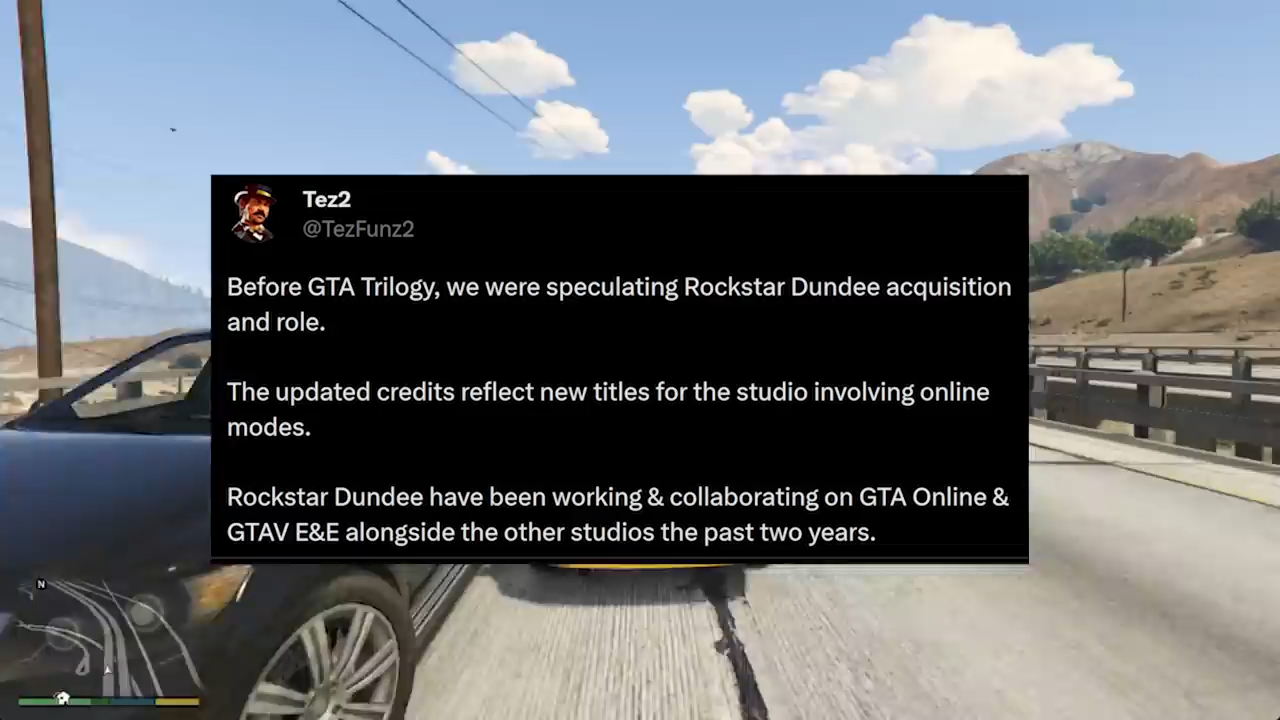 Tez2
@TezFunz2
Before GTA Trilogy, we were speculating Rockstar Dundee acquisition
and role.
The updated credits reflect new titles for the studio involving online
modes.
Rockstar Dundee have been working & collaborating on GTA Online &
GTAV E&E alongside the other studios the past two years.
N